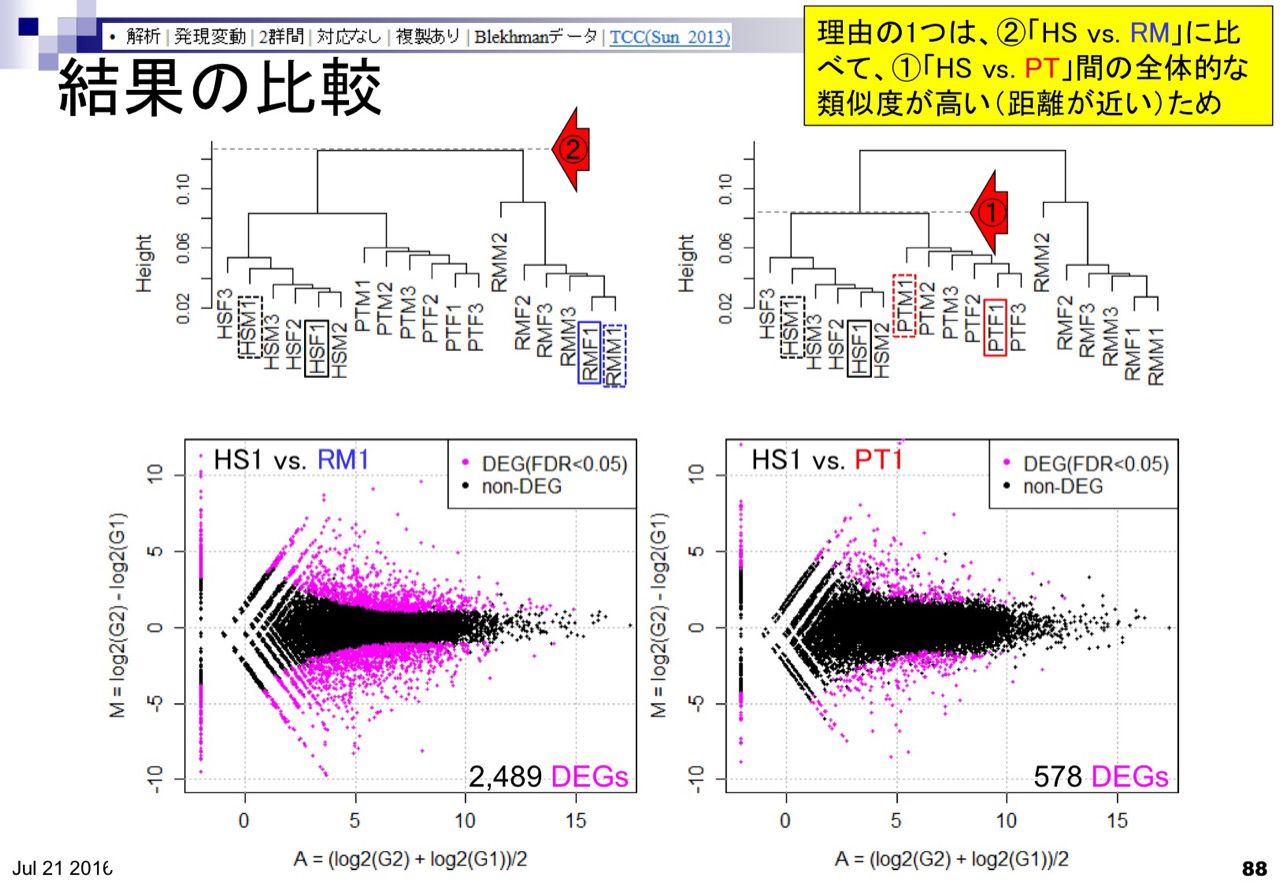 • 解析 | 発現変動 | 2群間 | 対応なし | 複製あり | Blekhmanデータ | TCC(Sun_2013)
結果の比較
理由の1つは、②「HS vs. RM」に比
べて、①「HS vs. PT」間の全体的な
類似度が高い（距離が近い）ため
②
Height
0.02
0.06
0.10
HSF3
HSM1
HSM3
HSF2
HSF1
HSM2
PTM1
PTM2
PTM3
PTF2
PTF1
PTF3
RMM2
RMF2
RMF3
RMM3
RMF1
RMM1
①
Height
0.02
0.06
0.10
HSF3
HSM1
HSM3
HSF2
HSF1
HSM2
PTM1
PTM2
PTM3
PTF2
PTF1
PTF3
RMM2
RMF2
RMF3
RMM3
RMF1
RMM1
HS1 vs. RM1
DEG(FDR<0.05)
non-DEG
M = log2(G2) - log2(G1)
10
5
0
-5
-10
2,489 DEGs
0 5 10 15
A = (log2(G2) + log2(G1))/2
HS1 vs. PT1
DEG(FDR<0.05)
non-DEG
M = log2(G2) - log2(G1)
10
5
0
-5
-10
578 DEGs
0 5 10 15
A = (log2(G2) + log2(G1))/2
Jul 21 2016
88